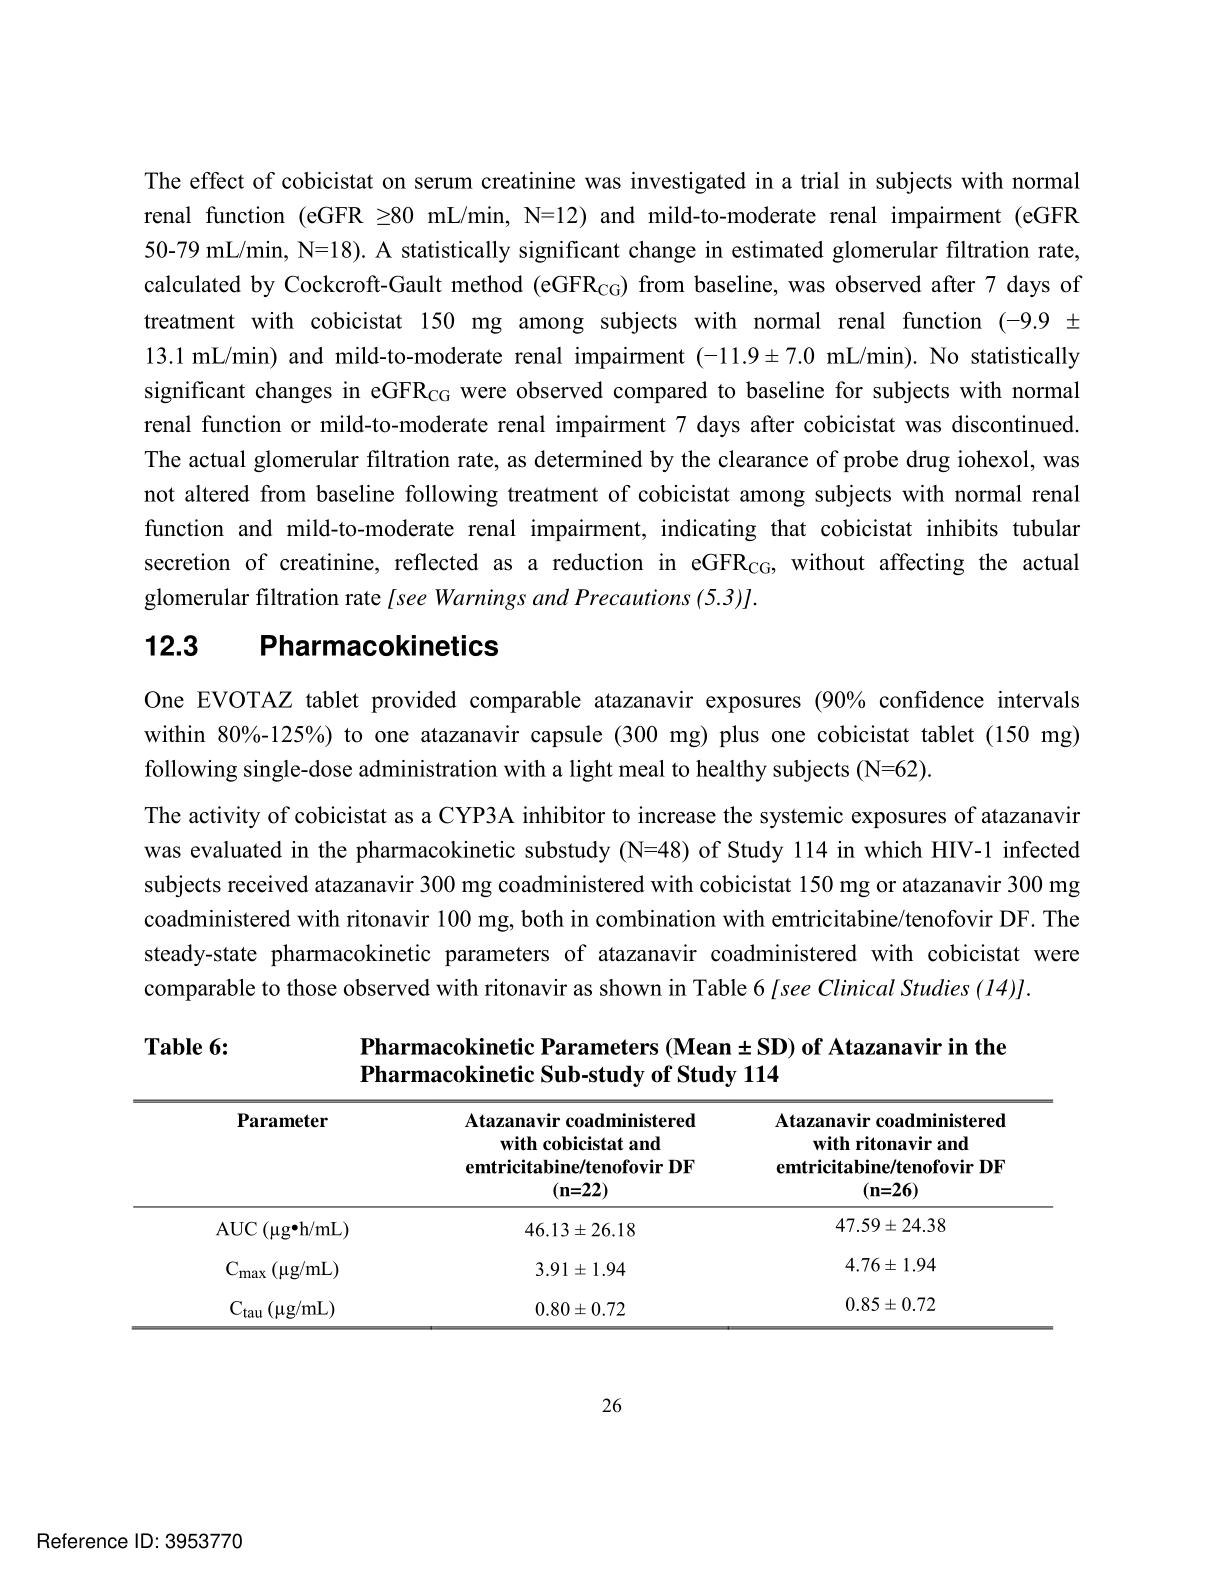 The effect of cobicistat on serum creatinine was investigated in a trial in subjects with normal
renal function (eGFR ≥80 mL/min, N=12) and mild-to-moderate renal impairment (eGFR
50-79 mL/min, N=18). A statistically significant change in estimated glomerular filtration rate,
calculated by Cockcroft-Gault method (eGFRCG) from baseline, was observed after 7 days of
treatment with cobicistat 150 mg among subjects with normal renal function (−9.9 ±
13.1 mL/min) and mild-to-moderate renal impairment (−11.9 ± 7.0 mL/min). No statistically
significant changes in eGFRCG were observed compared to baseline for subjects with normal
renal function or mild-to-moderate renal impairment 7 days after cobicistat was discontinued.
The actual glomerular filtration rate, as determined by the clearance of probe drug iohexol, was
not altered from baseline following treatment of cobicistat among subjects with normal renal
function and mild-to-moderate renal impairment, indicating that cobicistat inhibits tubular
secretion of creatinine, reflected as a reduction in eGFRCG, without affecting the actual
glomerular filtration rate [see Warnings and Precautions (5.3)].
12.3 Pharmacokinetics
One EVOTAZ tablet provided comparable atazanavir exposures (90% confidence intervals
within 80%-125%) to one atazanavir capsule (300 mg) plus one cobicistat tablet (150 mg)
following single-dose administration with a light meal to healthy subjects (N=62).
The activity of cobicistat as a CYP3A inhibitor to increase the systemic exposures of atazanavir
was evaluated in the pharmacokinetic substudy (N=48) of Study 114 in which HIV-1 infected
subjects received atazanavir 300 mg coadministered with cobicistat 150 mg or atazanavir 300 mg
coadministered with ritonavir 100 mg, both in combination with emtricitabine/tenofovir DF. The
steady-state pharmacokinetic parameters of atazanavir coadministered with cobicistat were
comparable to those observed with ritonavir as shown in Table 6 [see Clinical Studies (14)].
Table 6: Pharmacokinetic Parameters (Mean ± SD) of Atazanavir in the
Pharmacokinetic Sub-study of Study 114
Parameter Atazanavir coadministered Atazanavir coadministered
with cobicistat and with ritonavir and
emtricitabine/tenofovir DF emtricitabine/tenofovir DF
(n=22) (n=26)
AUC (µg•h/mL) 46.13 ± 26.18 47.59 ± 24.38
Cmax (µg/mL) 3.91 ± 1.94 4.76 ± 1.94
Ctau (µg/mL) 0.80 ± 0.72 0.85 ± 0.72
26
Reference ID: 3953770